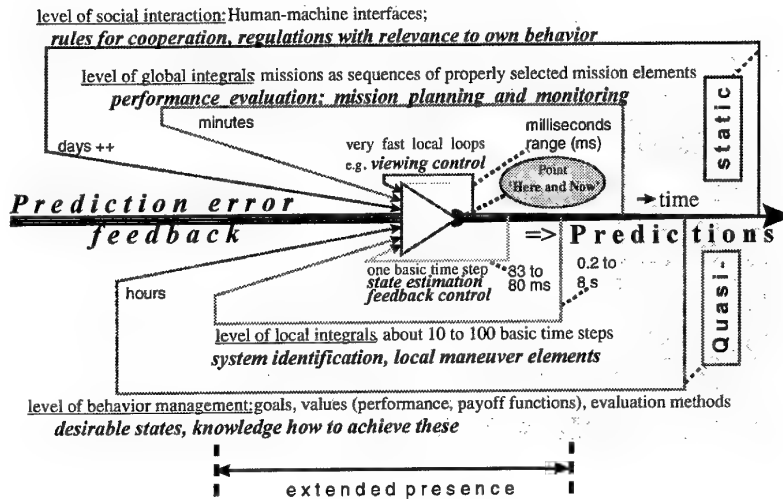 level of social interaction: Human-machine interfaces;
rules for cooperation, regulations with relevance to own behavior
level of global integrals missions as sequences of properly selected mission elements
performance evaluation; mission planning and monitoring
minutes
milliseconds
range (ms)
very fast local loops
e.g. viewing control
days ++
static
Point
'Here and Now'
→ time
Prediction error
feedback
=> Predictions
one basic time step
state estimation
feedback control
83 to
80 ms
0.2 to
8 s
hours
Quasi-
level of local integrals, about 10 to 100 basic time steps
system identification, local maneuver elements
level of behavior management: goals, values (performance, payoff functions), evaluation methods
desirable states, knowledge how to achieve these
extended presence